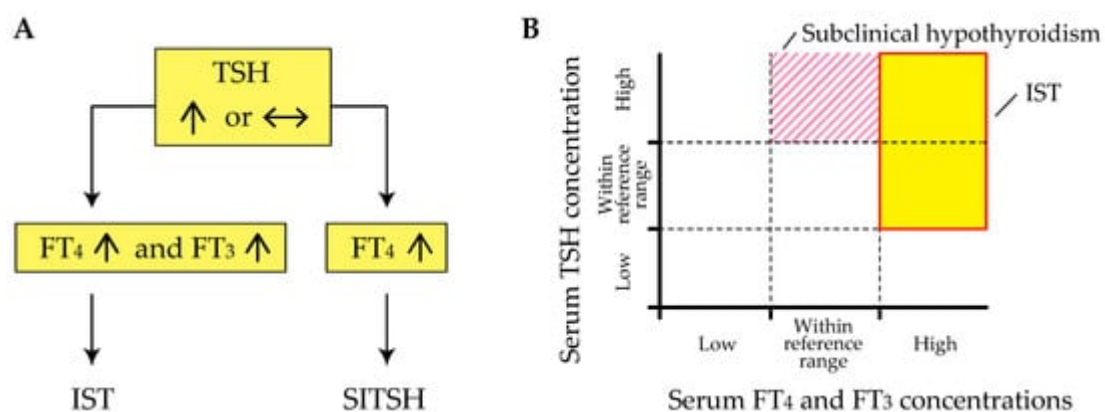 A
TSH
↑ or ↔
FT4 ↑ and FT3 ↑
FT4 ↑
IST
SITSH
B
Subclinical hypothyroidism
IST
Serum TSH concentration
High
Within
reference
range
Low
Low
Within
reference
range
High
Serum FT4 and FT3 concentrations